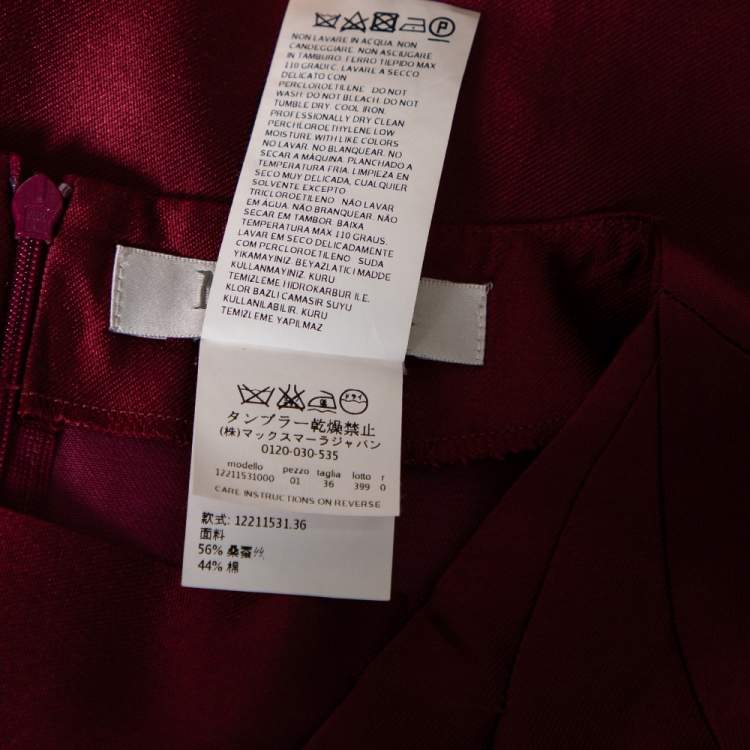 P
NON LAVARE IN ACQUA. NON
CANDEGGIARE. NON ASCIUGARE
IN TAMBURO. FERRO TIEPIDO MAX
110 GRADI C. LAVARE A SECCO
DELICATO CON
PERCLOROETILENE DO NOT
WASH. DO NOT BLEACH. DO NOT
TUMBLE DRY. COOL IRON.
PROFESSIONALLY DRY CLEAN
PERCHLOROETHYLENE LOW
MOISTURE WITH LIKE COLORS
NO LAVAR. NO BLANQUEAR. NO
SECAR A MÁQUINA. PLANCHADO A
TEMPERATURA FRIA. LIMPIEZA EN
SECO MUY DELICADA, CUALQUIER
SOLVENTE EXCEPTO
TRICLOROETILENO NÃO LAVAR
EM ÁGUA. NÃO BRANQUEAR. NÃO
SECAR EM TAMBOR. BAIXA
TEMPERATURA MAX 110 GRAUS.
LAVAR EM SECO DELICADAMENTE
COM PERCLOROETILENO SUDA
YIKAMAYINIZ. BEYAZLATICI MADDE
KULLANMAYINIZ. KURU
TEMIZLEME HIDROKARBUR ILE.
KLOR BAZLI CAMASIR SUYU
KULLANILABILIR. KURU
TEMIZLEME YAPILMAZ
ドライ
タンブラー乾燥禁止
(株)マックスマーラジャパン
0120-030-535
modello pezzo taglia lotto r
12211531000 01 36 399 0
CARE INSTRUCTIONS ON REVERSE
款式: 12211531.36
面料
56% 桑蚕丝
44% 棉